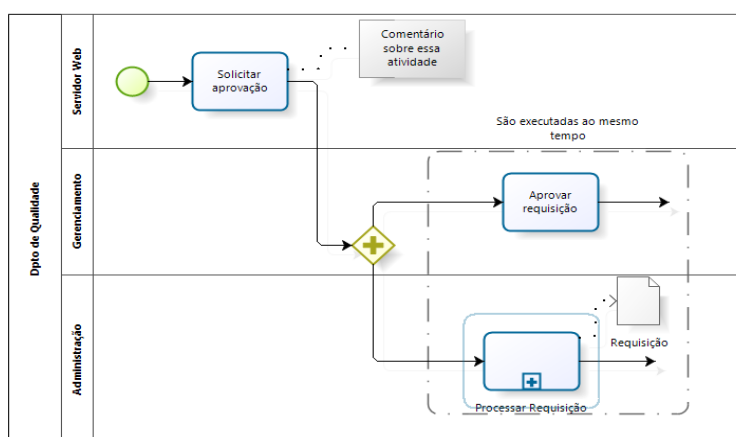 Dpto de Qualidade
Servidor Web
Solicitar
aprovação
Comentário
sobre essa
atividade
São executadas ao mesmo
tempo
Gerenciamento
Aprovar
requisição
Administração
Requisição
Processar Requisição